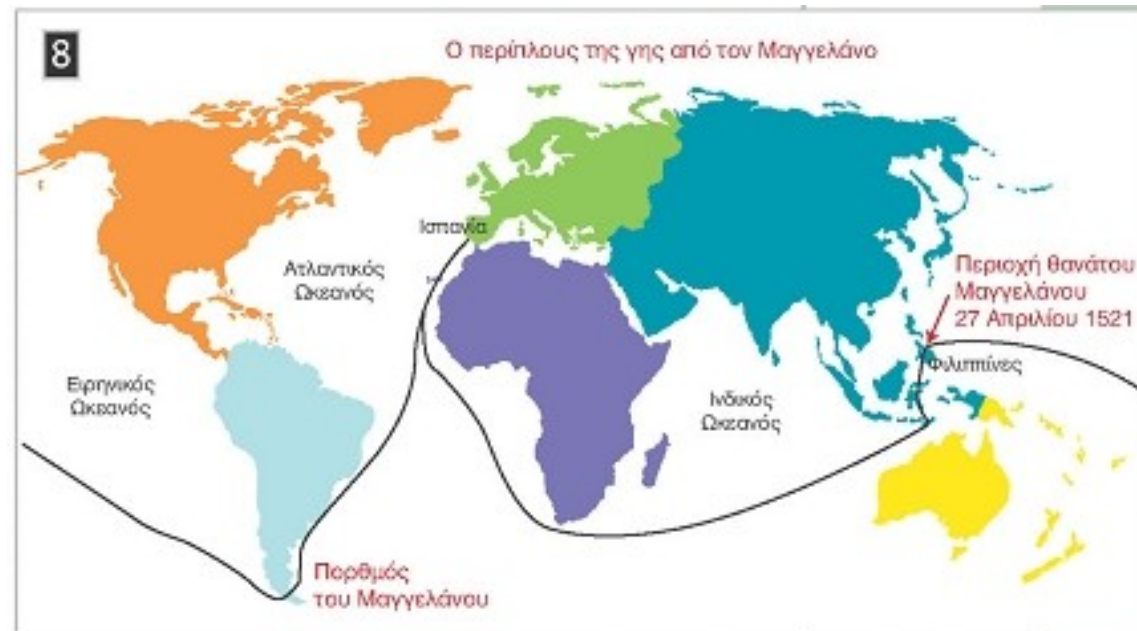 8
Ο περίπλους της γης από τον Μαγγελάνο
Ισπανία
Ατλαντικός
Ωκεανός
Περιοχή θανάτου
Μαγγελάνου
27 Απριλίου 1521
Φιλιππίνες
Ειρηνικός
Ωκεανός
Ινδικός
Ωκεανός
Πορθμός
του Μαγγελάνου